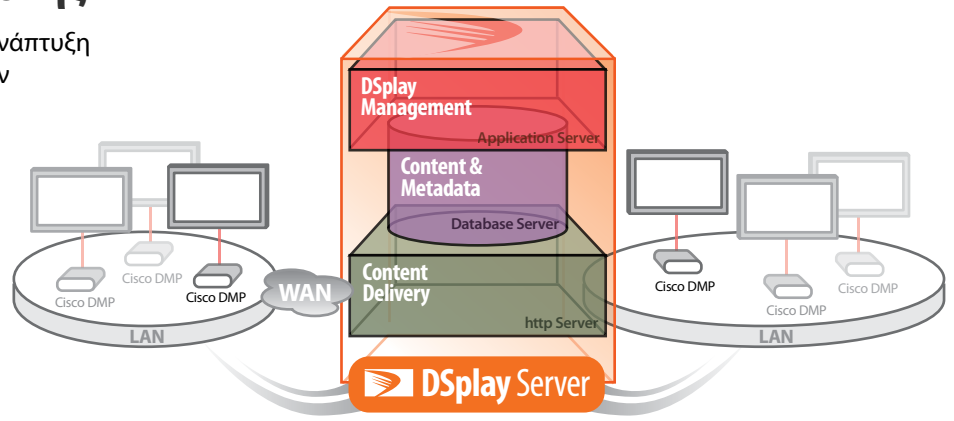 νάπτυξη
ν
DSplay
Management
Application Server
Content &
Metadata
Database Server
Content
Delivery
http Server
Cisco DMP
Cisco DMP
Cisco DMP
LAN
WAN
Cisco DMP
Cisco DMP
Cisco DMP
LAN
DSplay Server